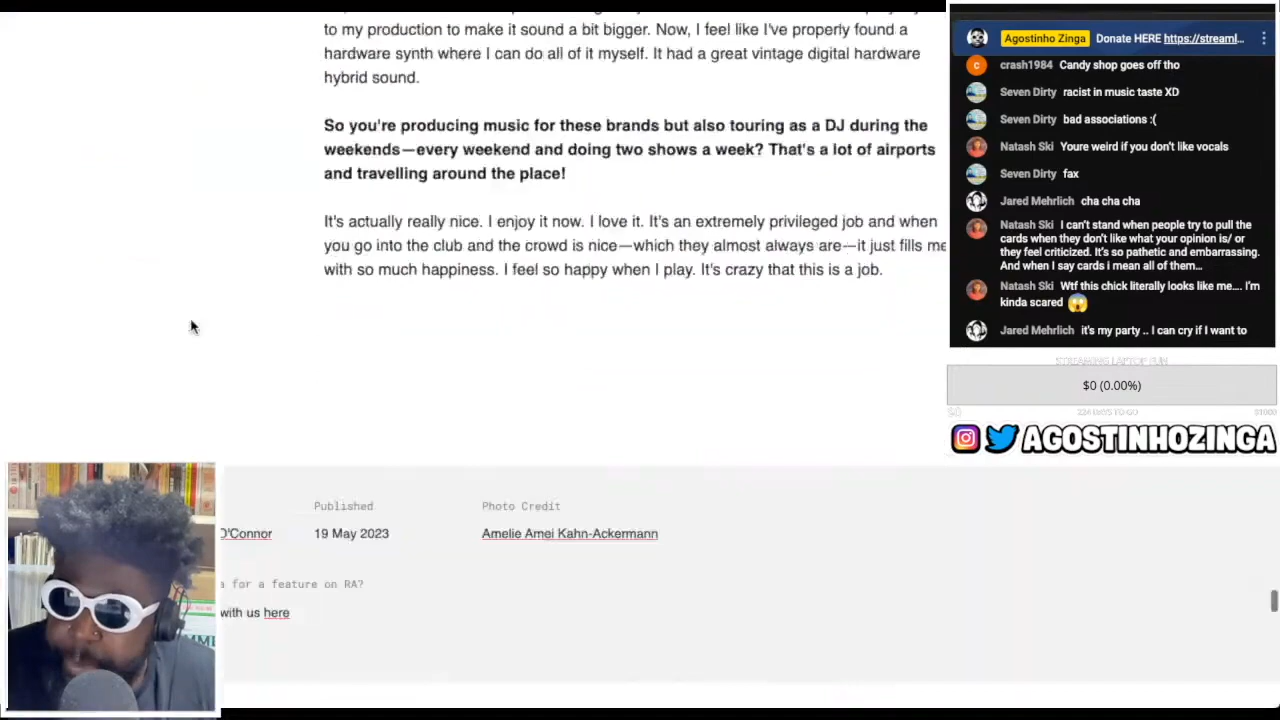 to my production to make it sound a bit bigger. Now, I feel like I've properly found a
hardware synth where I can do all of it myself. It had a great vintage digital hardware
hybrid sound.
So you're producing music for these brands but also touring as a DJ during the
weekends—every weekend and doing two shows a week? That's a lot of airports
and travelling around the place!
It's actually really nice. I enjoy it now. I love it. It's an extremely privileged job and when
you go into the club and the crowd is nice—which they almost always are—it just fills me
with so much happiness. I feel so happy when I play. It's crazy that this is a job.
Published
Photo Credit
O'Connor
19 May 2023
Amelie Amei Kahn-Ackermann
a for a feature on RA?
with us here
Agostinho Zinga Donate HERE https://streaml...
crash1984 Candy shop goes off tho
Seven Dirty racist in music taste XD
Seven Dirty bad associations :(
Natash Ski Youre weird if you don't like vocals
Seven Dirty fax
Jared Mehrlich cha cha cha
Natash Ski I can't stand when people try to pull the
cards when they don't like what your opinion is/ or
they feel criticized. It's so pathetic and embarrassing.
And when I say cards i mean all of them...
Natash Ski Wtf this chick literally looks like me.... I'm
kinda scared
Jared Mehrlich it's my party .. I can cry if I want to
STREAMING LAPTOP FUN
$0 (0.00%)
$0
224 DAYS TO GO
$1000
AGOSTINHOZINGA